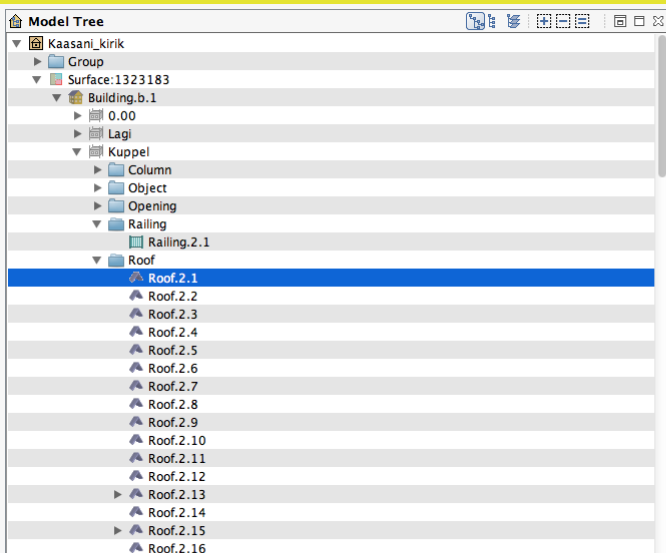 Model Tree
Kaasani_kirik
Group
Surface:1323183
Building.b.1
0.00
Lagi
Kuppel
Column
Object
Opening
Railing
Railing.2.1
Roof
Roof.2.1
Roof.2.2
Roof.2.3
Roof.2.4
Roof.2.5
Roof.2.6
Roof.2.7
Roof.2.8
Roof.2.9
Roof.2.10
Roof.2.11
Roof.2.12
Roof.2.13
Roof.2.14
Roof.2.15
Roof.2.16